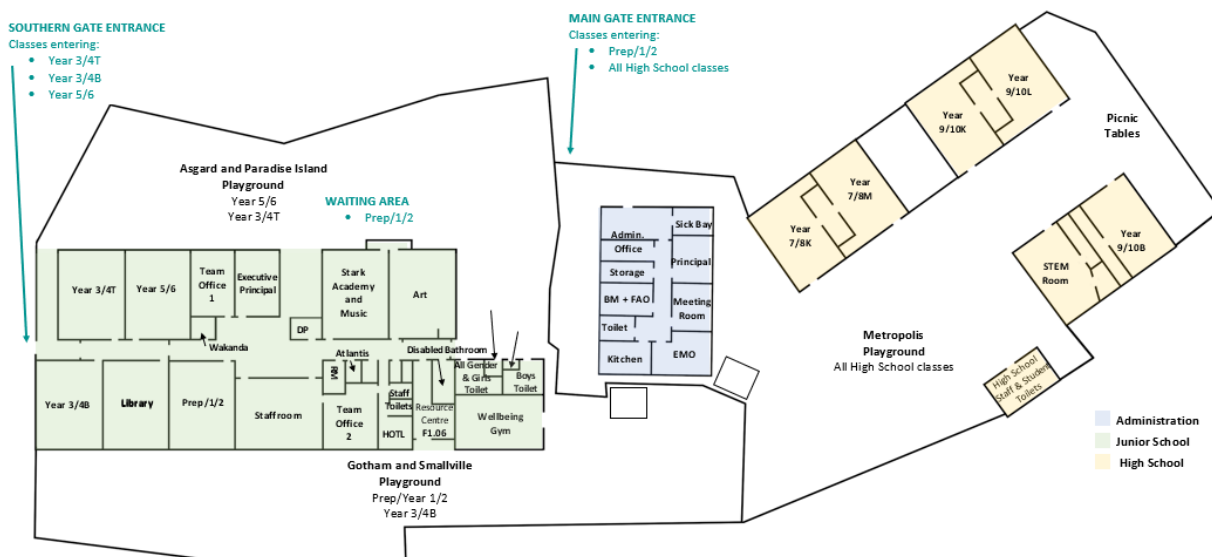 SOUTHERN GATE ENTRANCE
Classes entering:
• Year 3/4T
• Year 3/4B
• Year 5/6
MAIN GATE ENTRANCE
Classes entering:
• Prep/1/2
• All High School classes
Asgard and Paradise Island
Playground
Year 5/6
Year 3/4T
WAITING AREA
• Prep/1/2
Year 3/4T
Year 5/6
Team
Office
1
Executive
Principal
Wakanda
DP
Stark
Academy
and
Music
Art
Atlantis
Disabled Bathroom
Year 3/4B
Library
Prep/1/2
Staffroom
BM
Team
Office
2
Staff
Toilets
HOTL
Resource
Centre
F1.06
All Gender
& Girls
Toilet
Boys
Toilet
Wellbeing
Gym
Gotham and Smallville
Playground
Prep/Year 1/2
Year 3/4B
Admin.
Office
Sick Bay
Storage
Principal
BM + FAO
Meeting
Room
Toilet
Kitchen
EMO
Year
7/8K
Year
7/8M
Year
9/10K
Year
9/10L
Picnic
Tables
Year
9/10B
STEM
Room
Metropolis
Playground
All High School classes
High School
Staff & Student
Toilets
Administration
Junior School
High School